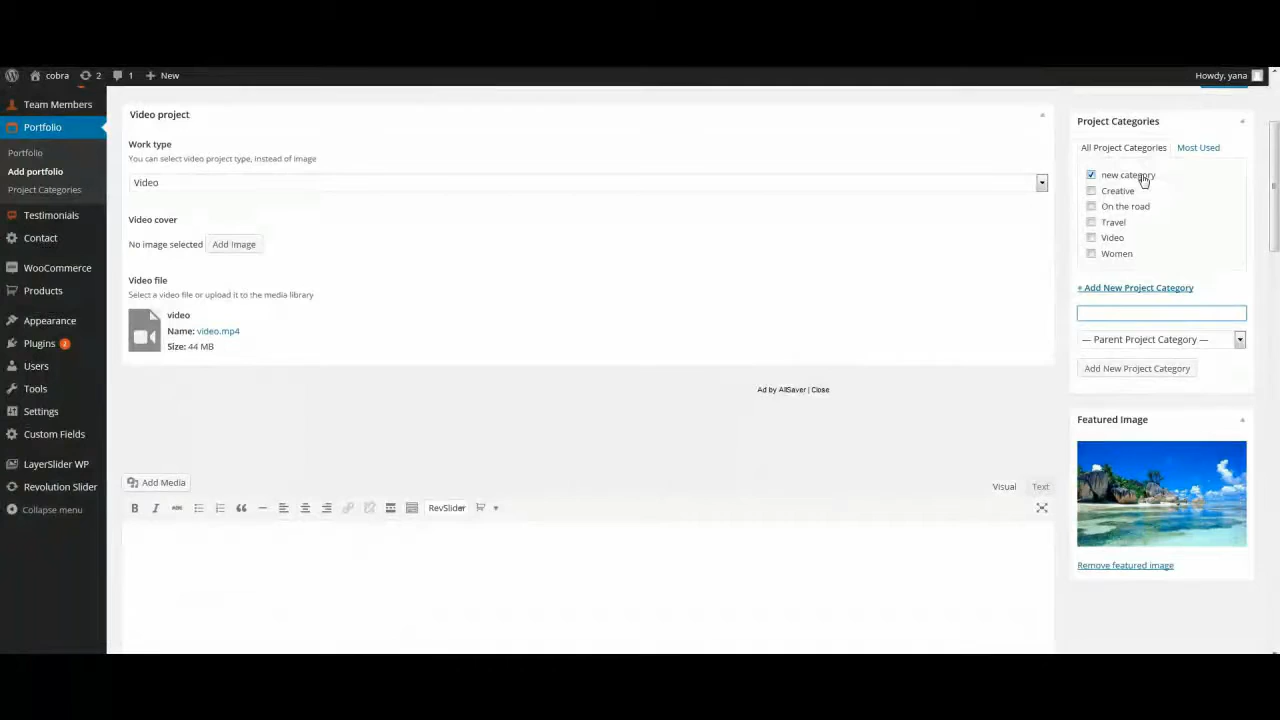 cobra 2 1 New Howdy, yana
Team Members
Portfolio
Portfolio
Add portfolio
Project Categories
Testimonials
Contact
WooCommerce
Products
Appearance
Plugins 2
Users
Tools
Settings
Custom Fields
LayerSlider WP
Revolution Slider
Collapse menu
Video project
Work type
You can select video project type, instead of image
Video
Video cover
No image selected Add Image
Video file
Select a video file or upload it to the media library
video
Name: video.mp4
Size: 44 MB
Ad by AllSaver | Close
Add Media
Visual Text
B I ABC RevSlider
Project Categories
All Project Categories Most Used
new category
Creative
On the road
Travel
Video
Women
+ Add New Project Category
— Parent Project Category —
Add New Project Category
Featured Image
Remove featured image